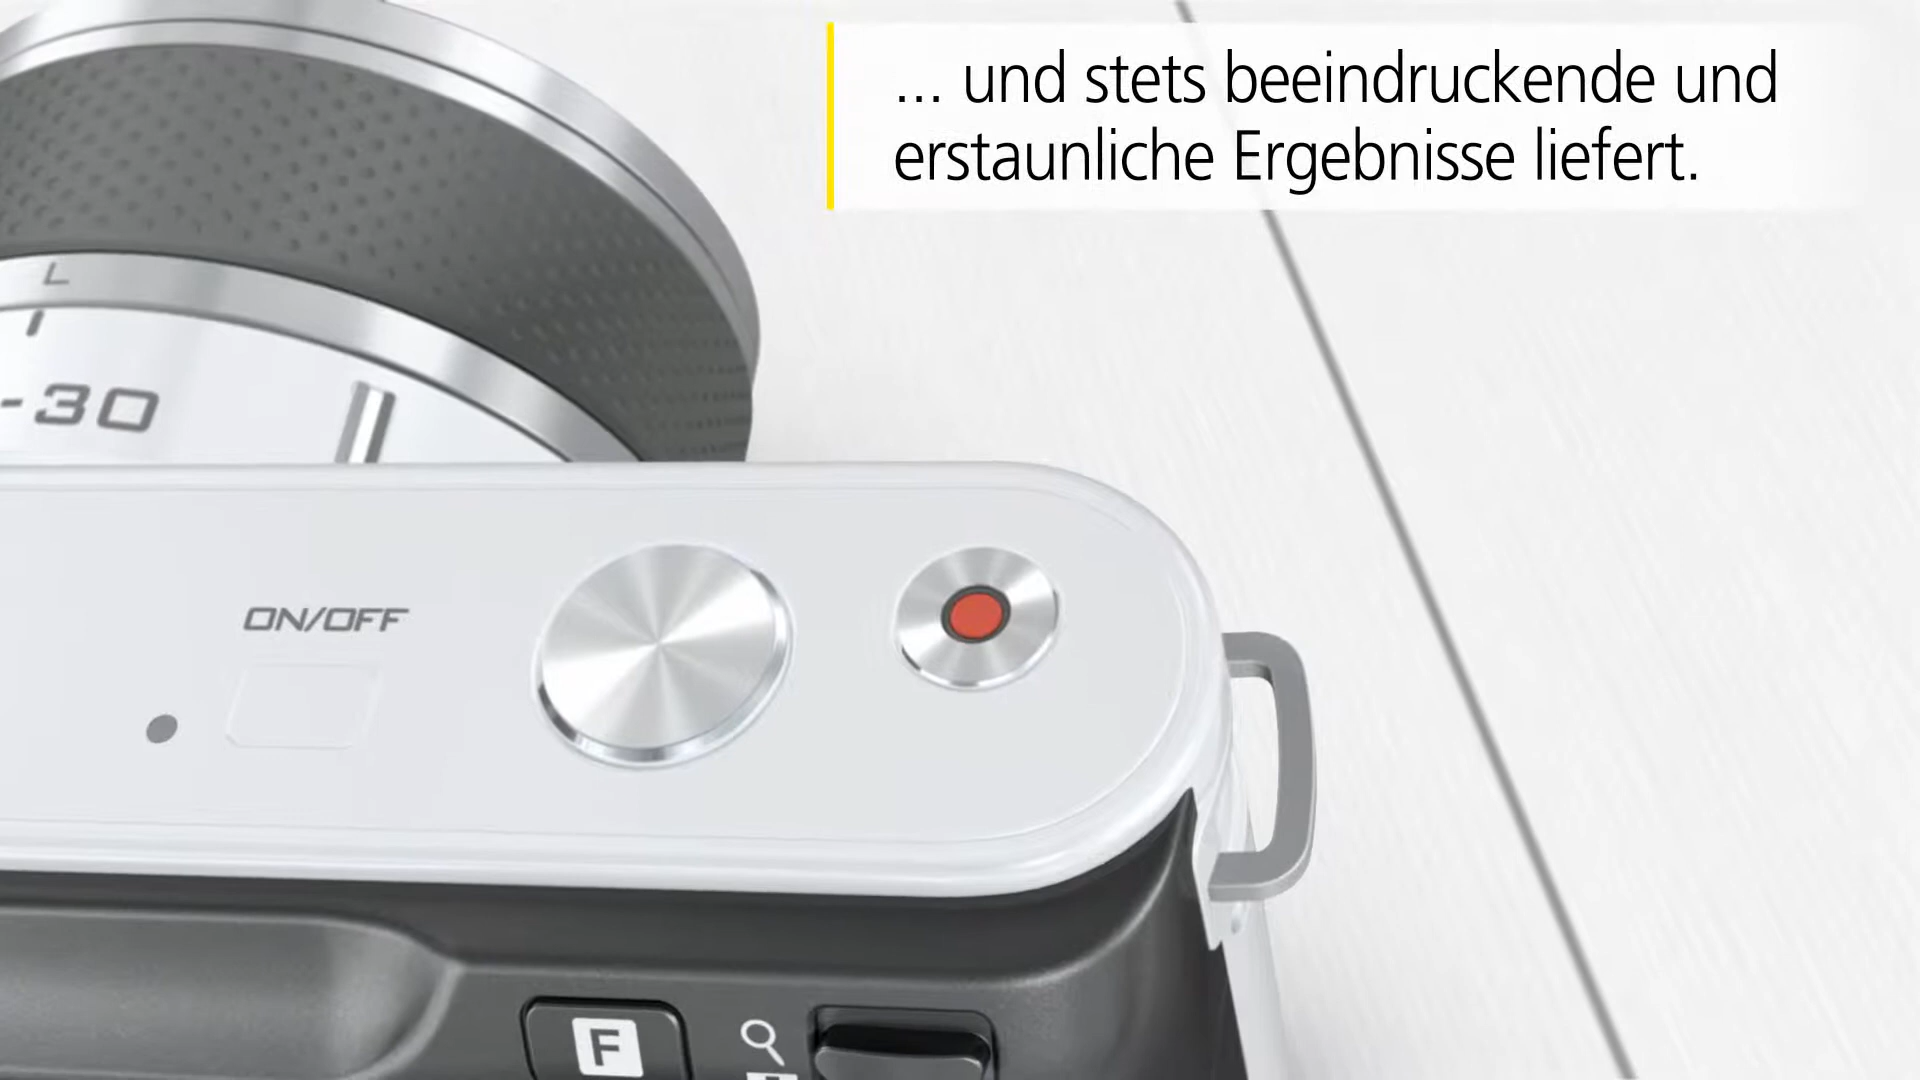 ... und stets beeindruckende und
erstaunliche Ergebnisse liefert.
L
-30
ON/OFF
F